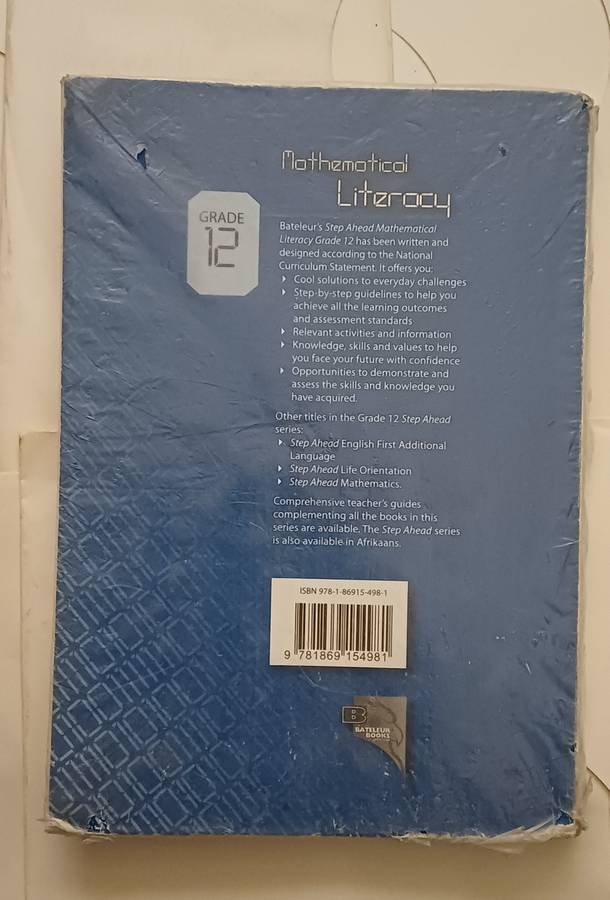 Mathematical
Literacy
GRADE
12
Bateleur's Step Ahead Mathematical
Literacy Grade 12 has been written and
designed according to the National
Curriculum Statement. It offers you:
Cool solutions to everyday challenges
Step-by-step guidelines to help you
achieve all the learning outcomes
and assessment standards
Relevant activities and information
Knowledge, skills and values to help
you face your future with confidence
Opportunities to demonstrate and
assess the skills and knowledge you
have acquired.
Other titles in the Grade 12 Step Ahead
series:
Step Ahead English First Additional
Language
Step Ahead Life Orientation
Step Ahead Mathematics.
Comprehensive teacher's guides
complementing all the books in this
series are available. The Step Ahead series
is also available in Afrikaans.
ISBN 978-1-86915-498-1
9 781869 154981
B
BATELEUR
BOOKS